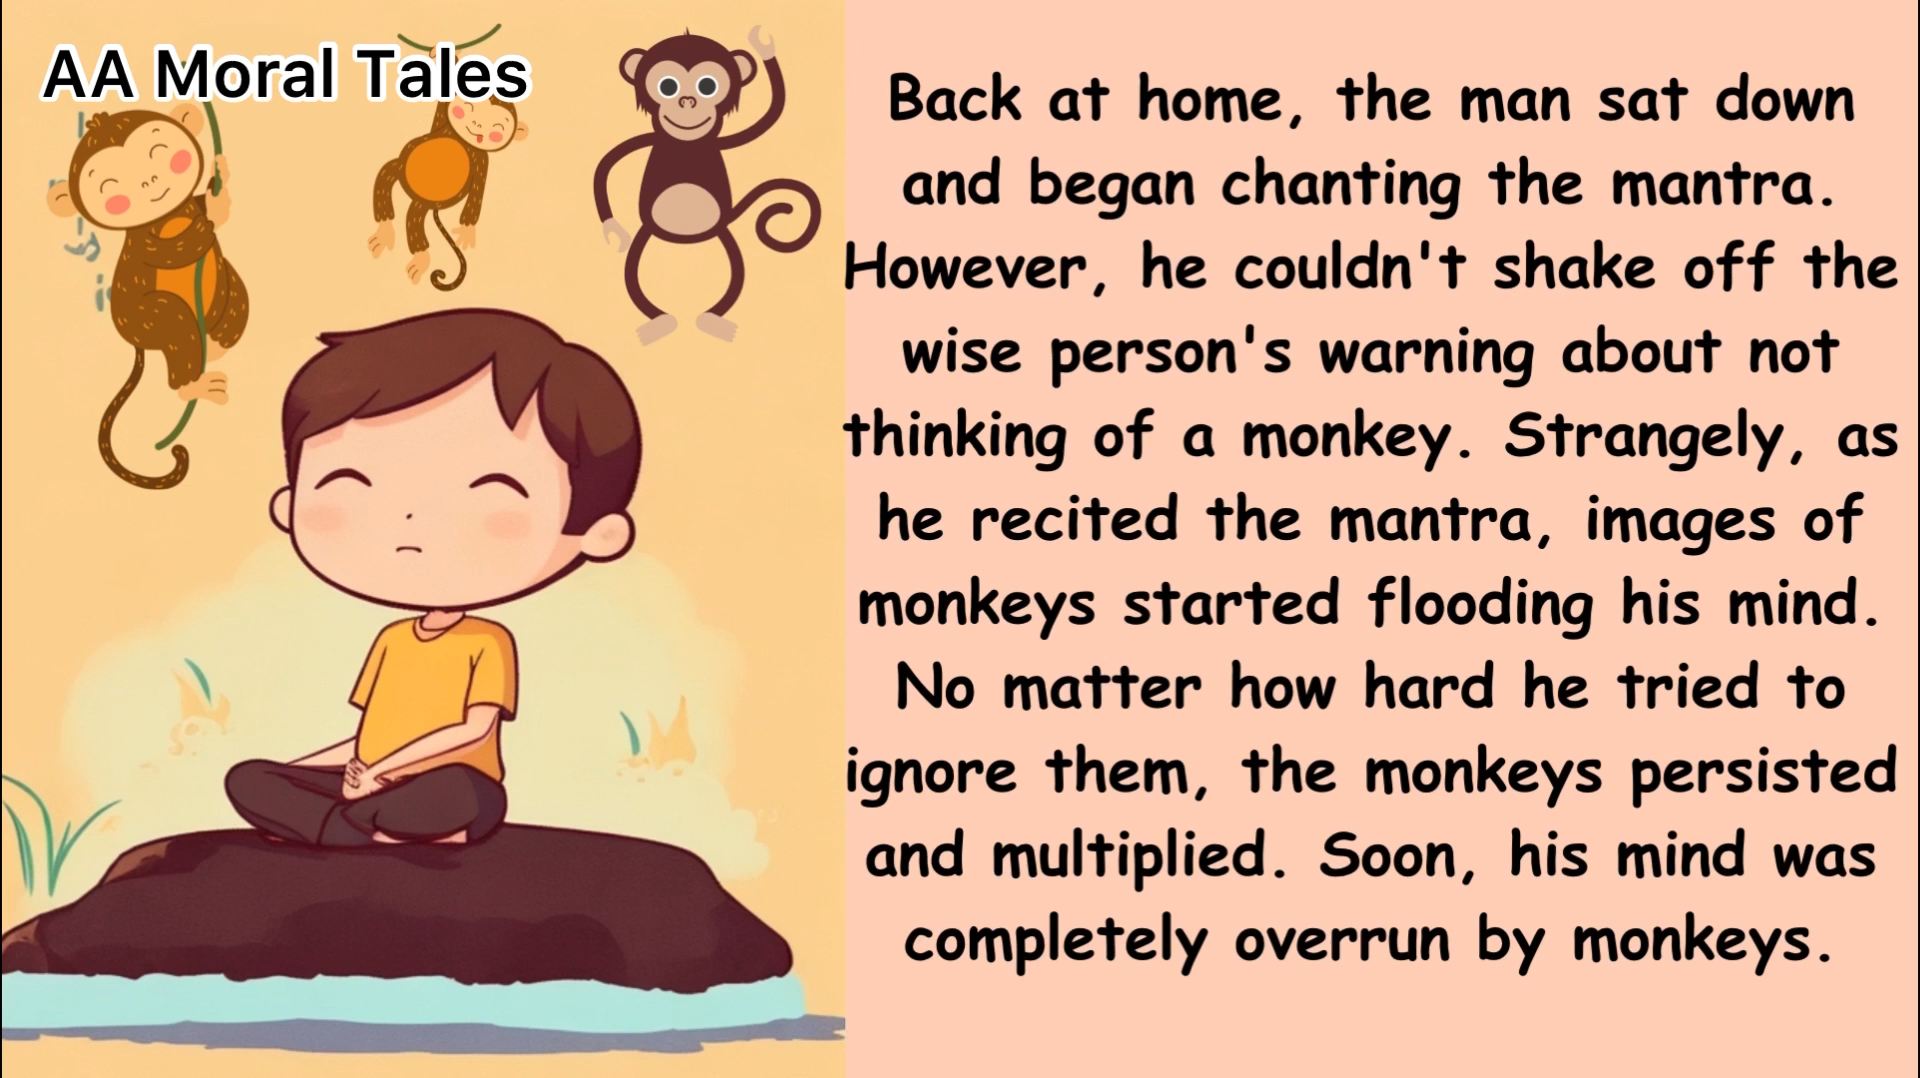 AA Moral Tales
Back at home, the man sat down
and began chanting the mantra.
However, he couldn't shake off the
wise person's warning about not
thinking of a monkey. Strangely, as
he recited the mantra, images of
monkeys started flooding his mind.
No matter how hard he tried to
ignore them, the monkeys persisted
and multiplied. Soon, his mind was
completely overrun by monkeys.